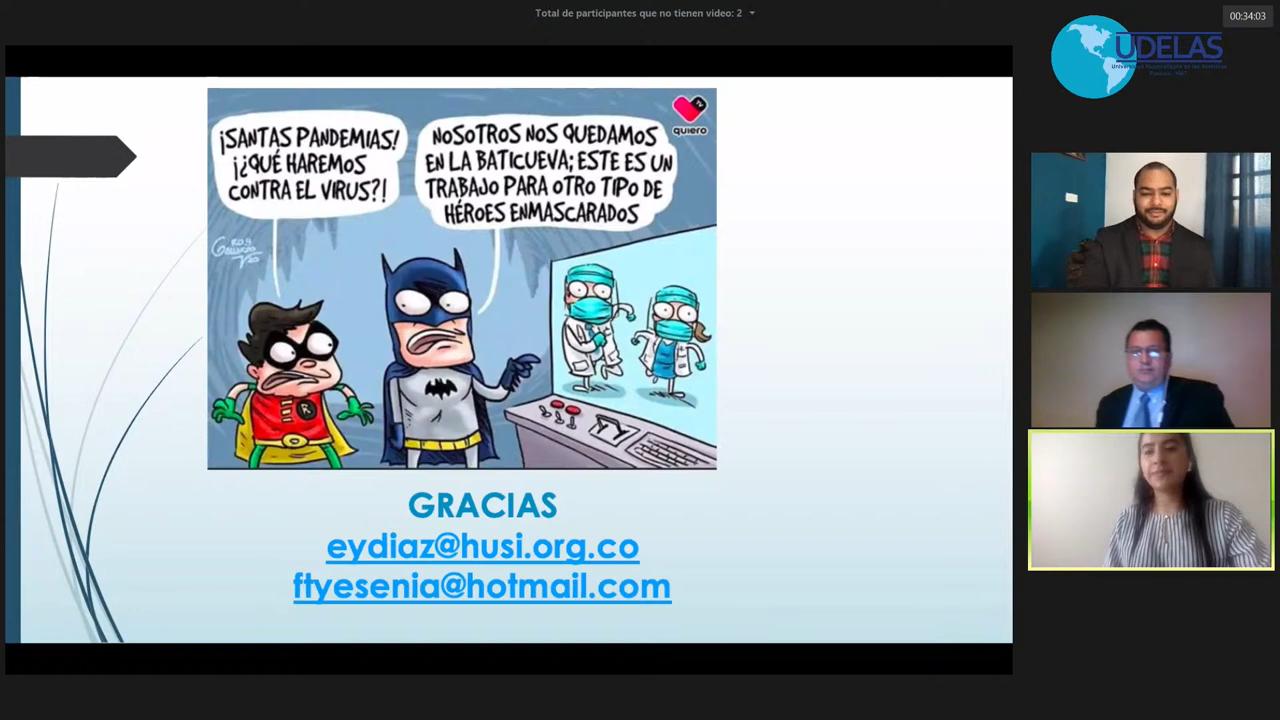 Total de participantes que no tienen video: 2
00:34:03
UDELAS
¡SANTAS PANDEMIAS!
¡¿QUÉ HAREMOS
CONTRA EL VIRUS?!
NOSOTROS NOS QUEDAMOS
EN LA BATICUEVA; ESTE ES UN
TRABAJO PARA OTRO TIPO DE
HÉROES ENMASCARADOS
TV
quiero
R
GRACIAS
eydiaz@husi.org.co
ftyesenia@hotmail.com